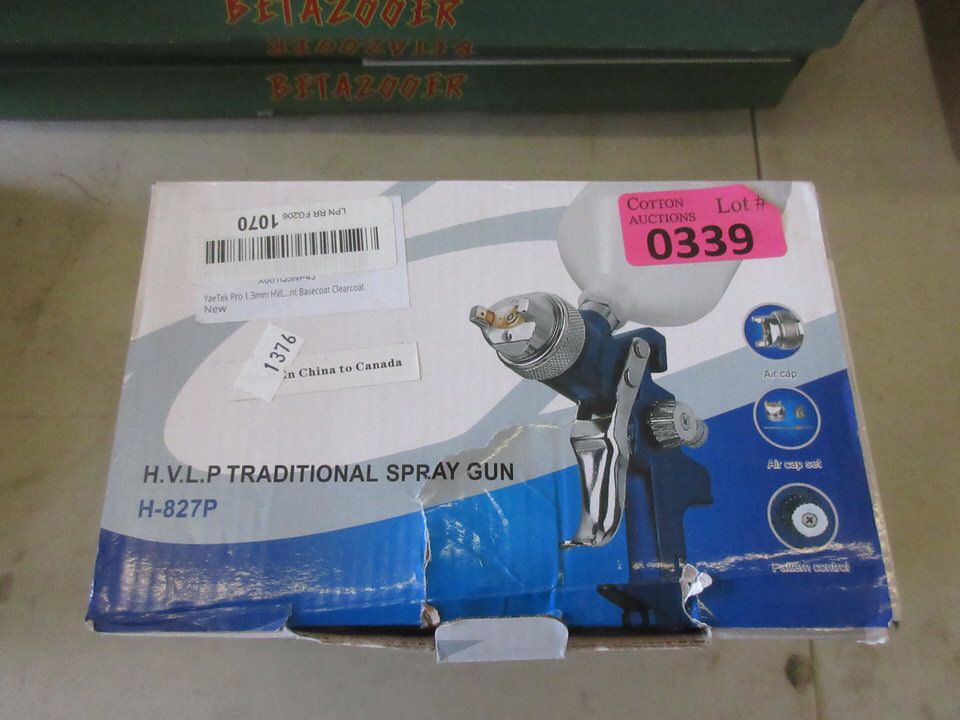 BETAZOOER
BETAZOOER
BETAZOOER
COTTON
AUCTIONS
Lot #
0339
LPN RR FG206
1070
YaeTek Pro 1.3mm HVL...nt Basecoat Clearcoat
New
1376
in China to Canada
H.V.L.P TRADITIONAL SPRAY GUN
H-827P
Air cap
Air cap set
Pattern control